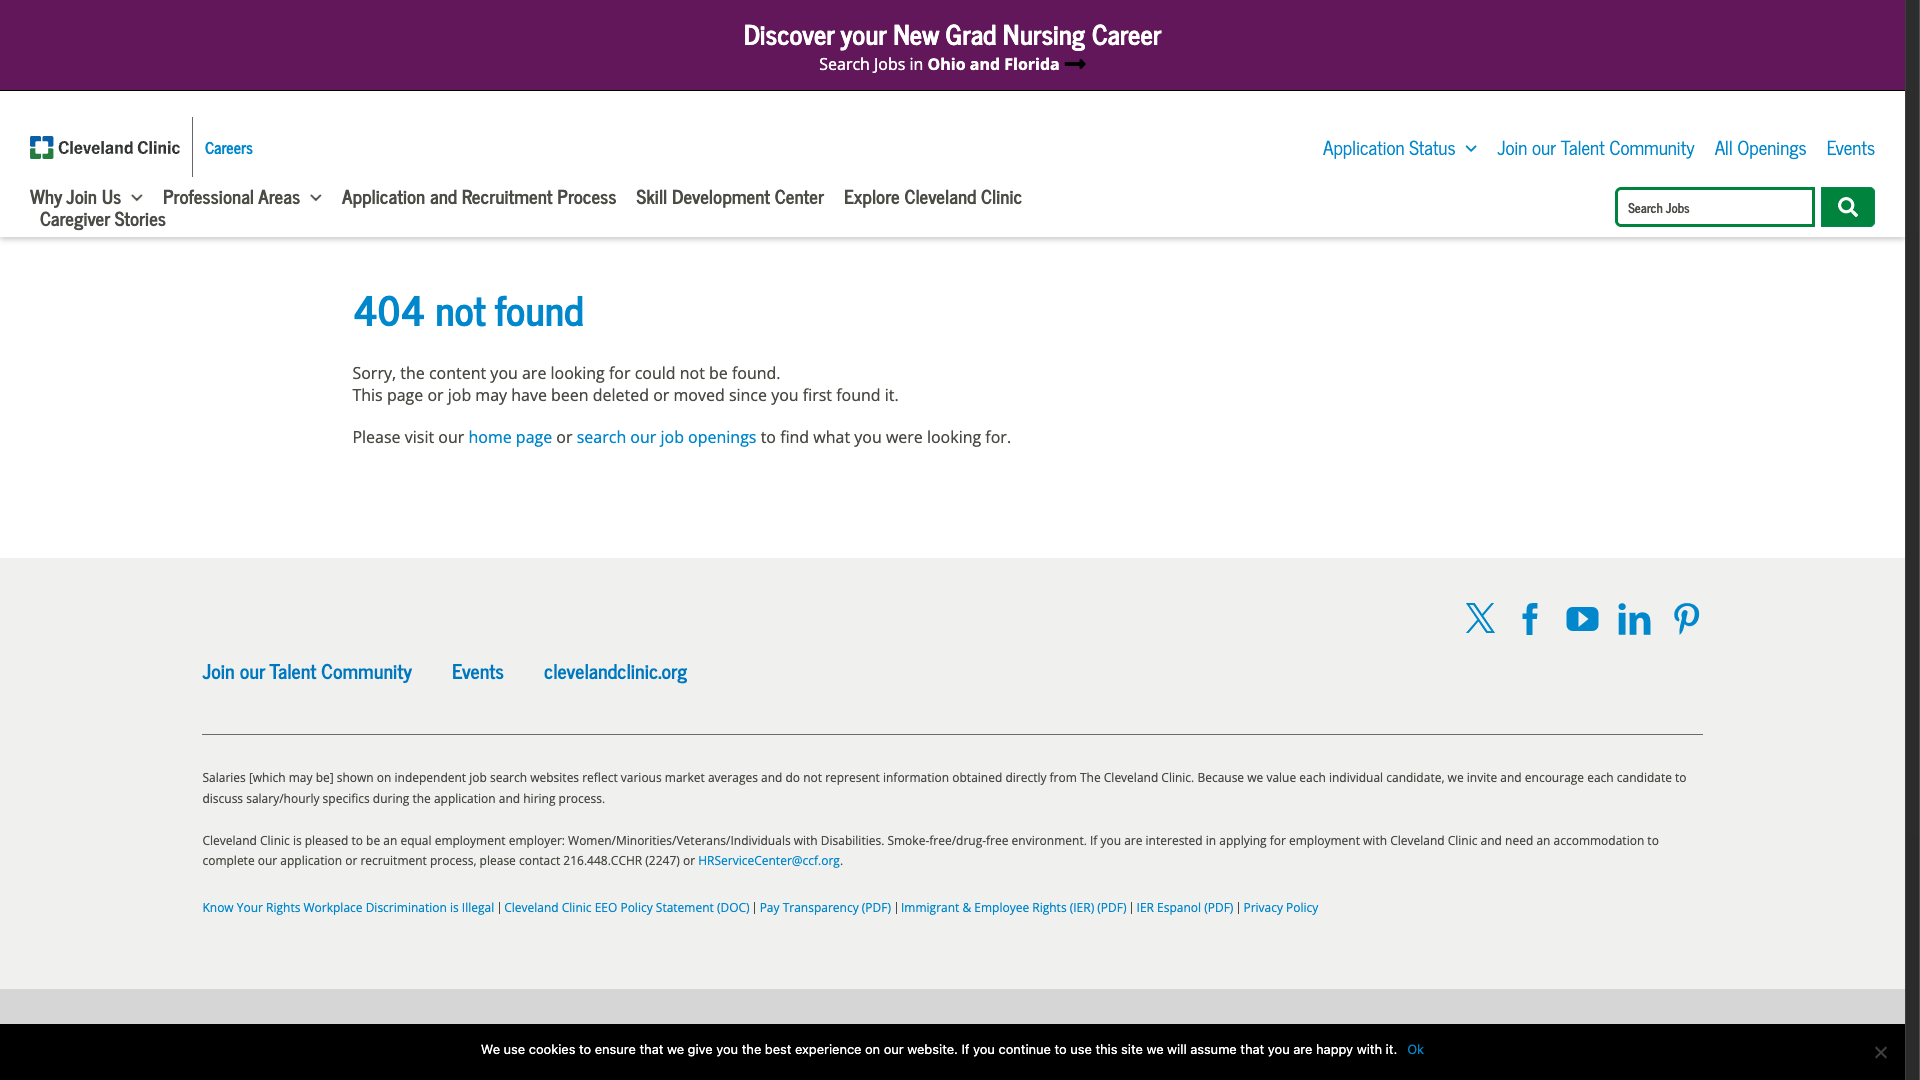 Discover your New Grad Nursing Career
Search Jobs in Ohio and Florida
Cleveland Clinic
Careers
Application Status
Join our Talent Community
All Openings
Events
Why Join Us
Professional Areas
Application and Recruitment Process
Skill Development Center
Explore Cleveland Clinic
Caregiver Stories
Search Jobs
404 not found
Sorry, the content you are looking for could not be found.
This page or job may have been deleted or moved since you first found it.
Please visit our home page or search our job openings to find what you were looking for.
Join our Talent Community
Events
clevelandclinic.org
Salaries [which may be] shown on independent job search websites reflect various market averages and do not represent information obtained directly from The Cleveland Clinic. Because we value each individual candidate, we invite and encourage each candidate to
discuss salary/hourly specifics during the application and hiring process.
Cleveland Clinic is pleased to be an equal employment employer: Women/Minorities/Veterans/Individuals with Disabilities. Smoke-free/drug-free environment. If you are interested in applying for employment with Cleveland Clinic and need an accommodation to
complete our application or recruitment process, please contact 216.448.CCHR (2247) or HRServiceCenter@ccf.org.
Know Your Rights Workplace Discrimination is Illegal | Cleveland Clinic EEO Policy Statement (DOC) | Pay Transparency (PDF) | Immigrant & Employee Rights (IER) (PDF) | IER Espanol (PDF) | Privacy Policy
We use cookies to ensure that we give you the best experience on our website. If you continue to use this site we will assume that you are happy with it. Ok